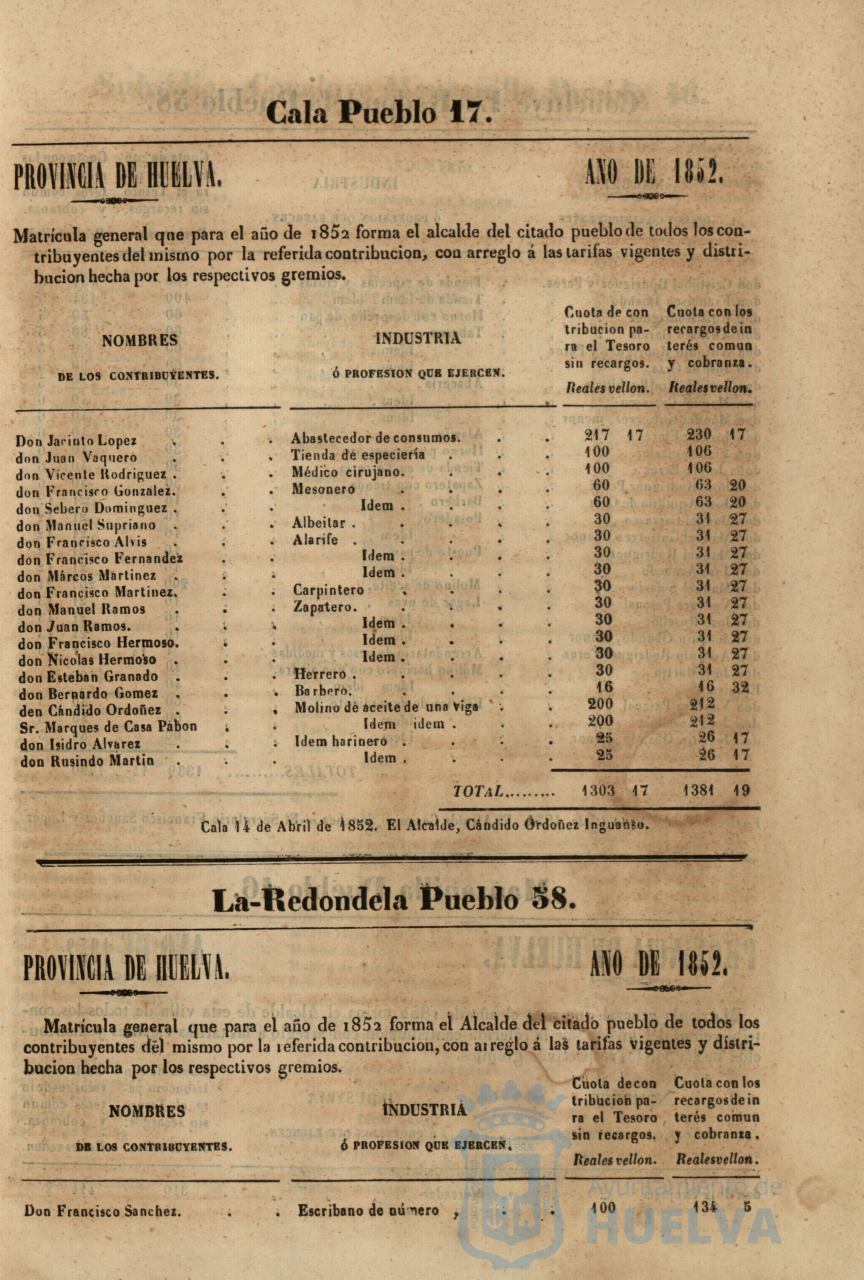 Cala Pueblo 17.
PROVINCIA DE HUELVA. AÑO DE 1852.
Matrícula general qne para el año de 1852 forma el alcalde del citado pueblo de todos los con-
tribuyentes del mismo por la referida contribucion, con arreglo á las tarifas vigentes y distri-
bucion hecha por los respectivos gremios.
NOMBRES
DE LOS CONTRIBUYENTES.
INDUSTRIA
Ó PROFESION QUE EJERCEN.
Cuota de con
tribucion pa-
ra el Tesoro
sin recargos.
Reales vellon.
Cuota con los
recargos de in
terés comun
y cobranza.
Reales vellon.
Don Jacinto Lopez . . . Abastecedor de consumos. . . 217 17 230 17
don Juan Vaquero . . . Tienda de especiería . . . 100 106
don Vicente Rodriguez . . . Médico cirujano. . . . 100 106
don Francisco Gonzalez. . . Mesonero . . . . 60 63 20
don Sebero Dominguez . . . Idem . . . . 60 63 20
don Manuel Supriano . . . Albeitar . . . . . 30 31 27
don Francisco Alvis . . . Alarife . . . . . 30 31 27
don Francisco Fernandez . . Idem . . . . 30 31 27
don Márcos Martinez . . . Idem . . . . 30 31 27
don Francisco Martinez. . . Carpintero . . . . 30 31 27
don Manuel Ramos . . . Zapatero. . . . . 30 31 27
don Juan Ramos. . . . Idem . . . . 30 31 27
don Francisco Hermoso. . . Idem . . . . 30 31 27
don Nicolas Hermoso . . . Idem . . . . 30 31 27
don Esteban Granado . . . Herrero . . . . . 30 31 27
don Bernardo Gomez . . . Barbero. . . . . 16 16 32
den Cándido Ordoñez . . . Molino de aceite de una viga . . 200 212
Sr. Marques de Casa Pabon . . Idem idem . . . 200 212
don Isidro Alvarez . . . Idem harinero . . . . 25 26 17
don Rusindo Martin . . . Idem . . . . 25 26 17
TOTAL......... 1303 17 1381 19
Cala 14 de Abril de 1852. El Alcalde, Cándido Ordoñez Inguanso.
La-Redondela Pueblo 58.
PROVINCIA DE HUELVA. AÑO DE 1852.
Matrícula general que para el año de 1852 forma el Alcalde del citado pueblo de todos los
contribuyentes del mismo por la referida contribucion, con arreglo á las tarifas vigentes y distri-
bucion hecha por los respectivos gremios.
NOMBRES
DE LOS CONTRIBUYENTES.
INDUSTRIA
Ó PROFESION QUE EJERCEN.
Cuota de con
tribucion pa-
ra el Tesoro
sin recargos.
Reales vellon.
Cuota con los
recargos de in
terés comun
y cobranza.
Reales vellon.
Don Francisco Sanchez. . . Escribano de número , . . 100 134 5
Ayuntamiento de
HUELVA